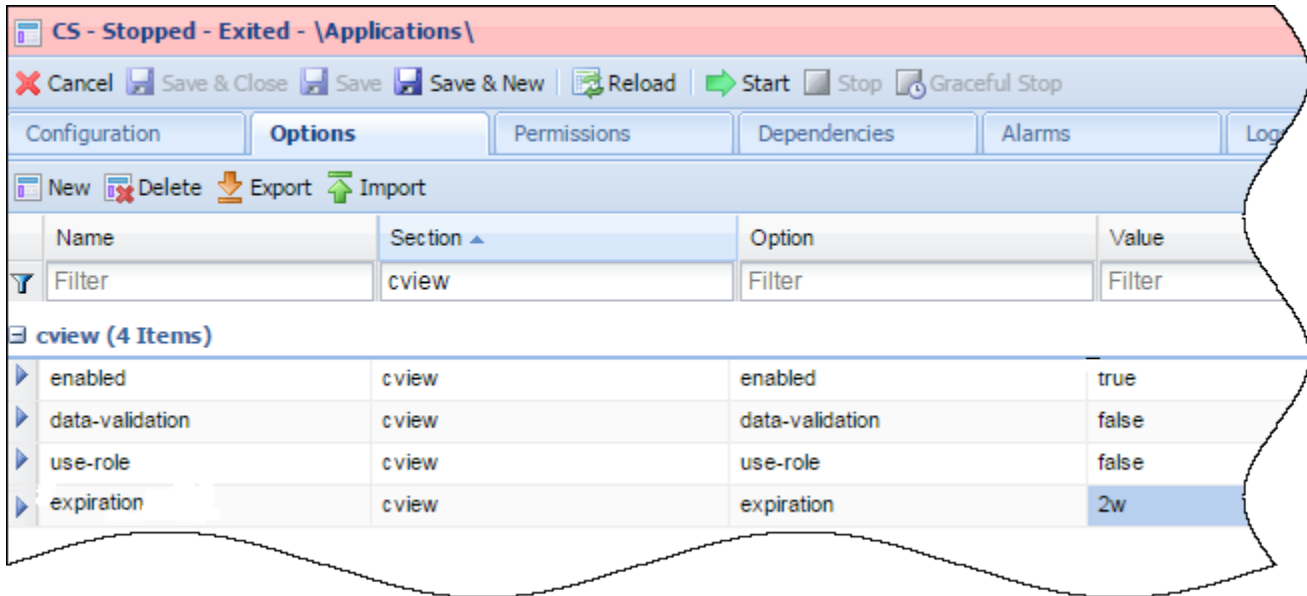 CS - Stopped - Exited - \Applications\
Cancel Save & Close Save Save & New Reload Start Stop Graceful Stop
Configuration Options Permissions Dependencies Alarms
New Delete Export Import
Name Section Option Value
Filter cview Filter Filter
cview (4 Items)
enabled cview enabled true
data-validation cview data-validation false
use-role cview use-role false
expiration cview expiration 2w